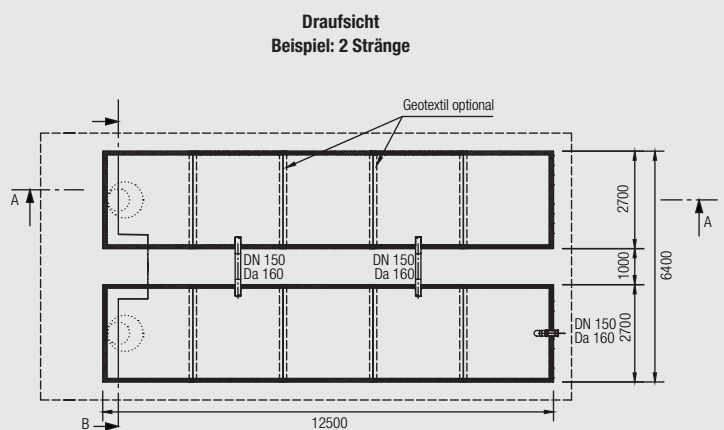 Draufsicht
Beispiel: 2 Stränge
Geotextil optional
A
A
2700
1000
6400
2700
DN 150
Da 160
DN 150
Da 160
DN 150
Da 160
B
12500